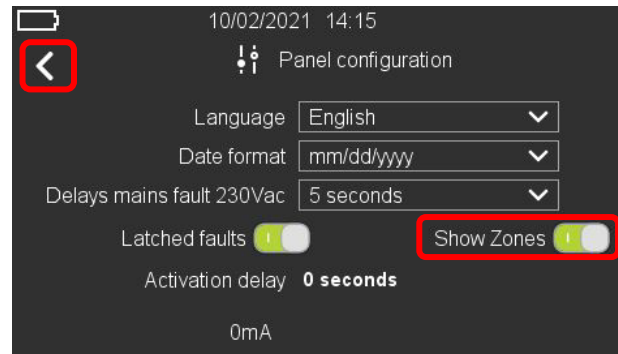 10/02/2021 14:15
Panel configuration
Language English
Date format mm/dd/yyyy
Delays mains fault 230Vac 5 seconds
Latched faults Show Zones
Activation delay 0 seconds
0mA